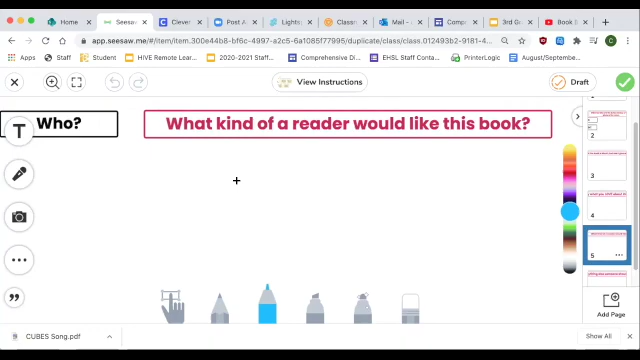 Home
Seesaw
Clever
Post A
Lights
Classr
Mail -
Comp
3rd G
Book
app.seesaw.me/#/item/item.300e44b8-bf6c-4997-a2c5-6a1085f77995/duplicate/class/class.012493b2-9181-4...
C
Apps
Staff
Student
HIVE Remote Lear...
2020-2021 Staff...
Comprehensive Di...
EHSL Staff Conta...
PrinterLogic
August/Septembe...
View Instructions
Draft
Who?
What kind of a reader would like this book?
T
2
3
4
5
Add Page
CUBES Song.pdf
Show All